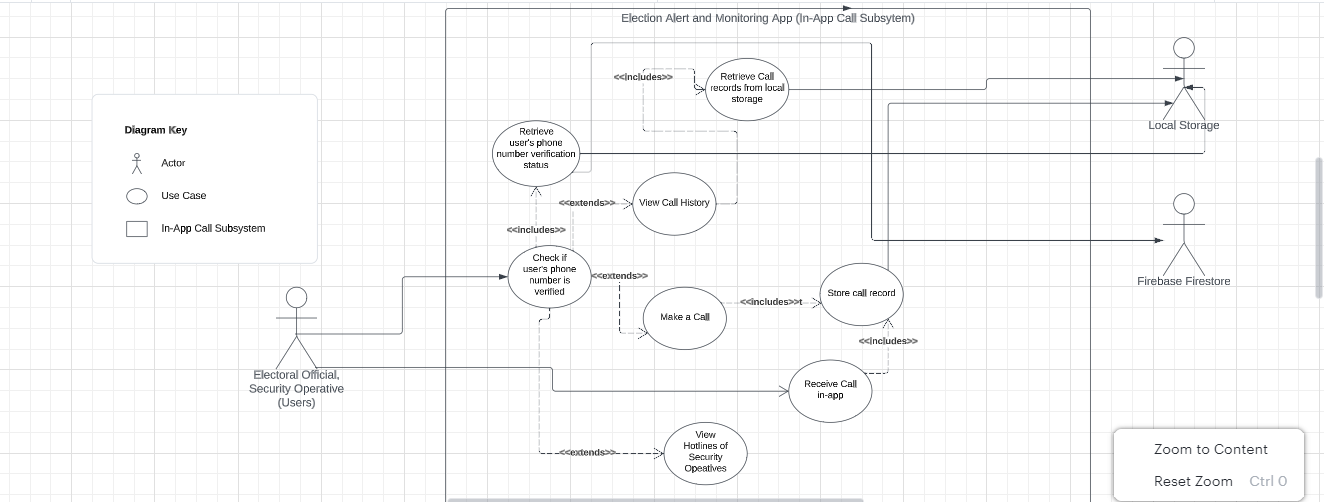 Election Alert and Monitoring App (In-App Call Subsytem)
<<includes>>
Retrieve Call
records from local
storage
Local Storage
Diagram Key
Actor
Use Case
In-App Call Subsystem
Retrieve
user's phone
number verification
status
<<extends>>
View Call History
<<includes>>
Check if
user's phone
number is
verified
<<extends>>
Make a Call
<<includes>>t
Store call record
Firebase Firestore
<<includes>>
Electoral Official,
Security Operative
(Users)
Receive Call
in-app
<<extends>>
View
Hotlines of
Security
Opeatives
Zoom to Content
Reset Zoom Ctrl 0